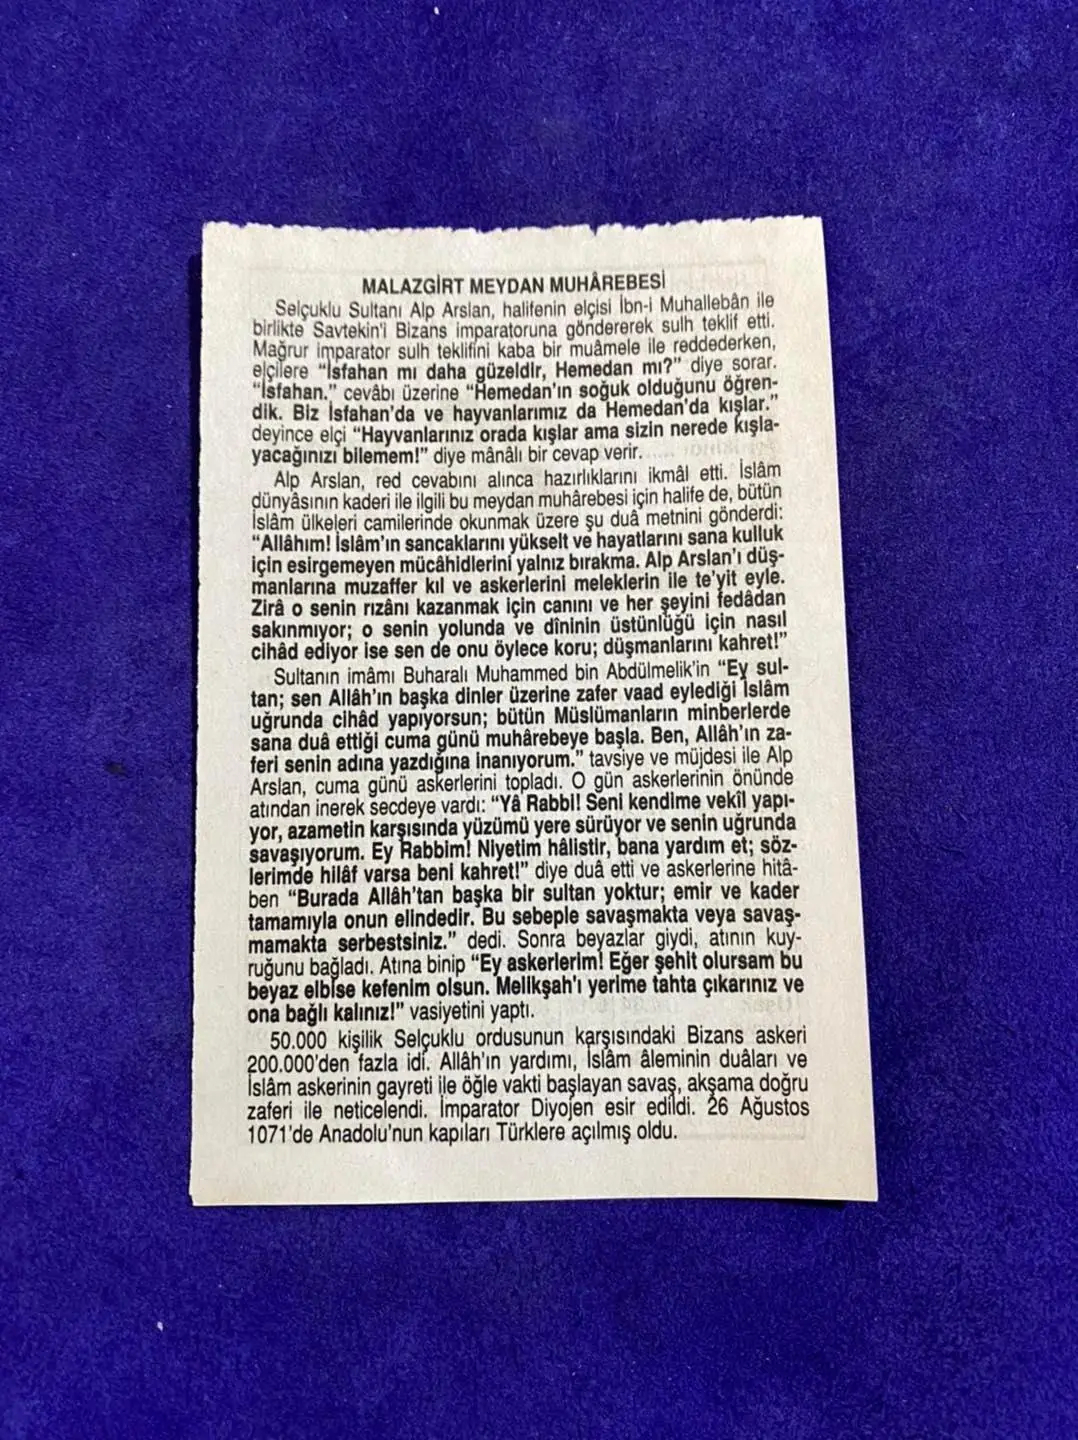 MALAZGİRT MEYDAN MUHÂREBESİ
Selçuklu Sultanı Alp Arslan, halifenin elçisi İbn-i Muhallebân ile
birlikte Savtekin'i Bizans imparatoruna göndererek sulh teklif etti.
Mağrur imparator sulh teklifini kaba bir muâmele ile reddederken,
elçilere “İsfahan mı daha güzeldir, Hemedan mı?” diye sorar.
“İsfahan.” cevâbı üzerine “Hemedan'ın soğuk olduğunu öğren-
dik. Biz İsfahan'da ve hayvanlarımız da Hemedan'da kışlar.”
deyince elçi “Hayvanlarınız orada kışlar ama sizin nerede kışla-
yacağınızı bilemem!” diye mânâlı bir cevap verir.
Alp Arslan, red cevabını alınca hazırlıklarını ikmâl etti. İslâm
dünyâsının kaderi ile ilgili bu meydan muhârebesi için halife de, bütün
İslâm ülkeleri camilerinde okunmak üzere şu duâ metnini gönderdi:
“Allâhım! İslâm'ın sancaklarını yükselt ve hayatlarını sana kulluk
için esirgemeyen mücâhidlerini yalnız bırakma. Alp Arslan'ı düş-
manlarına muzaffer kıl ve askerlerini meleklerin ile te'yit eyle.
Zirâ o senin rızânı kazanmak için canını ve her şeyini fedâdan
sakınmıyor; o senin yolunda ve dîninin üstünlüğü için nasıl
cihâd ediyor ise sen de onu öylece koru; düşmanlarını kahret!”
Sultanın imâmı Buharalı Muhammed bin Abdülmelik'in “Ey sul-
tan; sen Allâh'ın başka dinler üzerine zafer vaad eylediği İslâm
uğrunda cihâd yapıyorsun; bütün Müslümanların minberlerde
sana duâ ettiği cuma günü muhârebeye başla. Ben, Allâh'ın za-
feri senin adına yazdığına inanıyorum.” tavsiye ve müjdesi ile Alp
Arslan, cuma günü askerlerini topladı. O gün askerlerinin önünde
atından inerek secdeye vardı: “Yâ Rabbi! Seni kendime vekîl yapı-
yor, azametin karşısında yüzümü yere sürüyor ve senin uğrunda
savaşıyorum. Ey Rabbim! Niyetim hâlistir, bana yardım et; söz-
lerimde hilâf varsa beni kahret!” diye duâ etti ve askerlerine hitâ-
ben “Burada Allâh'tan başka bir sultan yoktur; emir ve kader
tamamıyla onun elindedir. Bu sebeple savaşmakta veya savaş-
mamakta serbestsiniz.” dedi. Sonra beyazlar giydi, atının kuy-
ruğunu bağladı. Atına binip “Ey askerlerim! Eğer şehit olursam bu
beyaz elbise kefenim olsun. Melikşah'ı yerime tahta çıkarınız ve
ona bağlı kalınız!” vasiyetini yaptı.
50.000 kişilik Selçuklu ordusunun karşısındaki Bizans askeri
200.000'den fazla idi. Allâh'ın yardımı, İslâm âleminin duâları ve
İslâm askerinin gayreti ile öğle vakti başlayan savaş, akşama doğru
zaferi ile neticelendi. İmparator Diyojen esir edildi. 26 Ağustos
1071'de Anadolu'nun kapıları Türklere açılmış oldu.